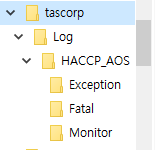 tascorp
Log
HACCP_AOS
Exception
Fatal
Monitor